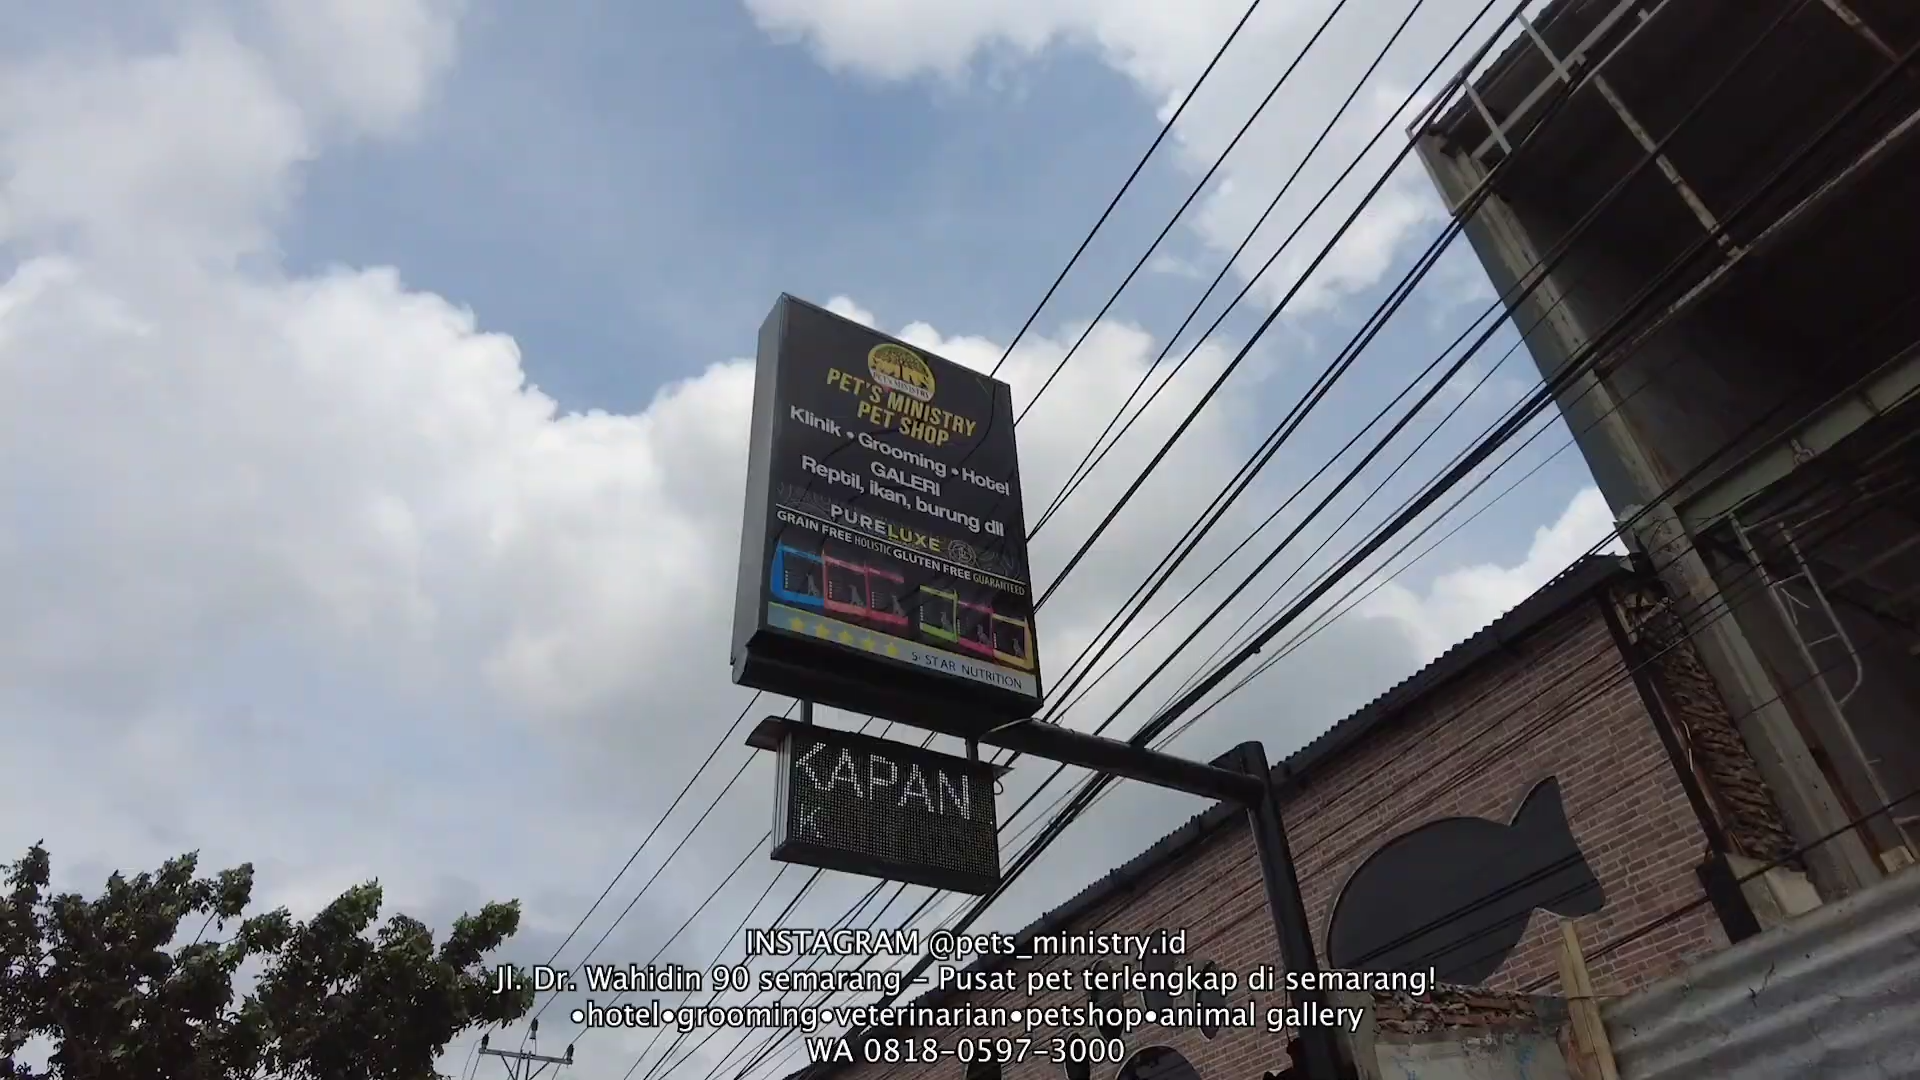 PET'S MINISTRY
PET'S MINISTRY
PET SHOP
Klinik • Grooming • Hotel
GALERI
Reptil, ikan, burung dll
PURELUXE
GRAIN FREE HOLISTIC GLUTEN FREE GUARANTEED
5-STAR NUTRITION
KAPAN
K
INSTAGRAM @pets_ministry.id
Jl. Dr. Wahidin 90 semarang - Pusat pet terlengkap di semarang!
•hotel•grooming•veterinarian•petshop•animal gallery
WA 0818-0597-3000